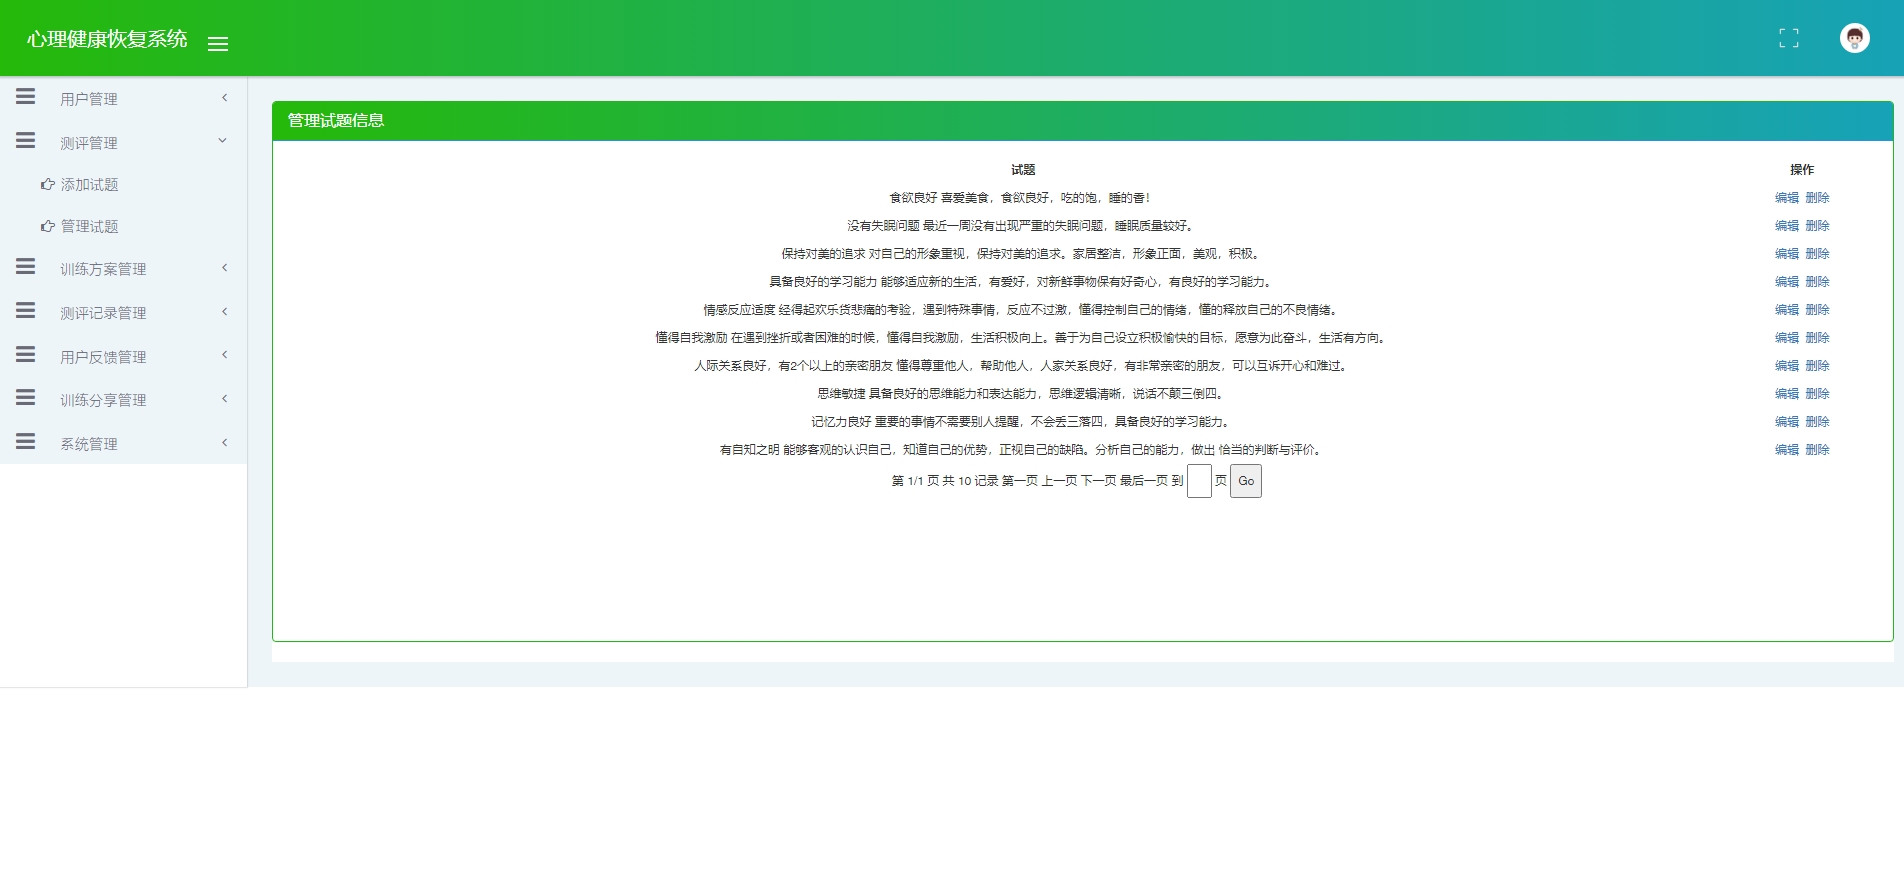 心理健康恢复系统
用户管理
测评管理
添加试题
管理试题
训练方案管理
测评记录管理
用户反馈管理
训练分享管理
系统管理
管理试题信息
试题 操作
食欲良好 喜爱美食，食欲良好，吃的饱，睡的香！ 编辑 删除
没有失眠问题 最近一周没有出现严重的失眠问题，睡眠质量较好。 编辑 删除
保持对美的追求 对自己的形象重视，保持对美的追求。家居整洁，形象正面，美观，积极。 编辑 删除
具备良好的学习能力 能够适应新的生活，有爱好，对新鲜事物保有好奇心，有良好的学习能力。 编辑 删除
情感反应适度 经得起欢乐货悲痛的考验，遇到特殊事情，反应不过激，懂得控制自己的情绪，懂的释放自己的不良情绪。 编辑 删除
懂得自我激励 在遇到挫折或者困难的时候，懂得自我激励，生活积极向上。善于为自己设立积极愉快的目标，愿意为此奋斗，生活有方向。 编辑 删除
人际关系良好，有2个以上的亲密朋友 懂得尊重他人，帮助他人，人家关系良好，有非常亲密的朋友，可以互诉开心和难过。 编辑 删除
思维敏捷 具备良好的思维能力和表达能力，思维逻辑清晰，说话不颠三倒四。 编辑 删除
记忆力良好 重要的事情不需要别人提醒，不会丢三落四，具备良好的学习能力。 编辑 删除
有自知之明 能够客观的认识自己，知道自己的优势，正视自己的缺陷。分析自己的能力，做出 恰当的判断与评价。 编辑 删除
第 1/1 页 共 10 记录 第一页 上一页 下一页 最后一页 到 页 Go